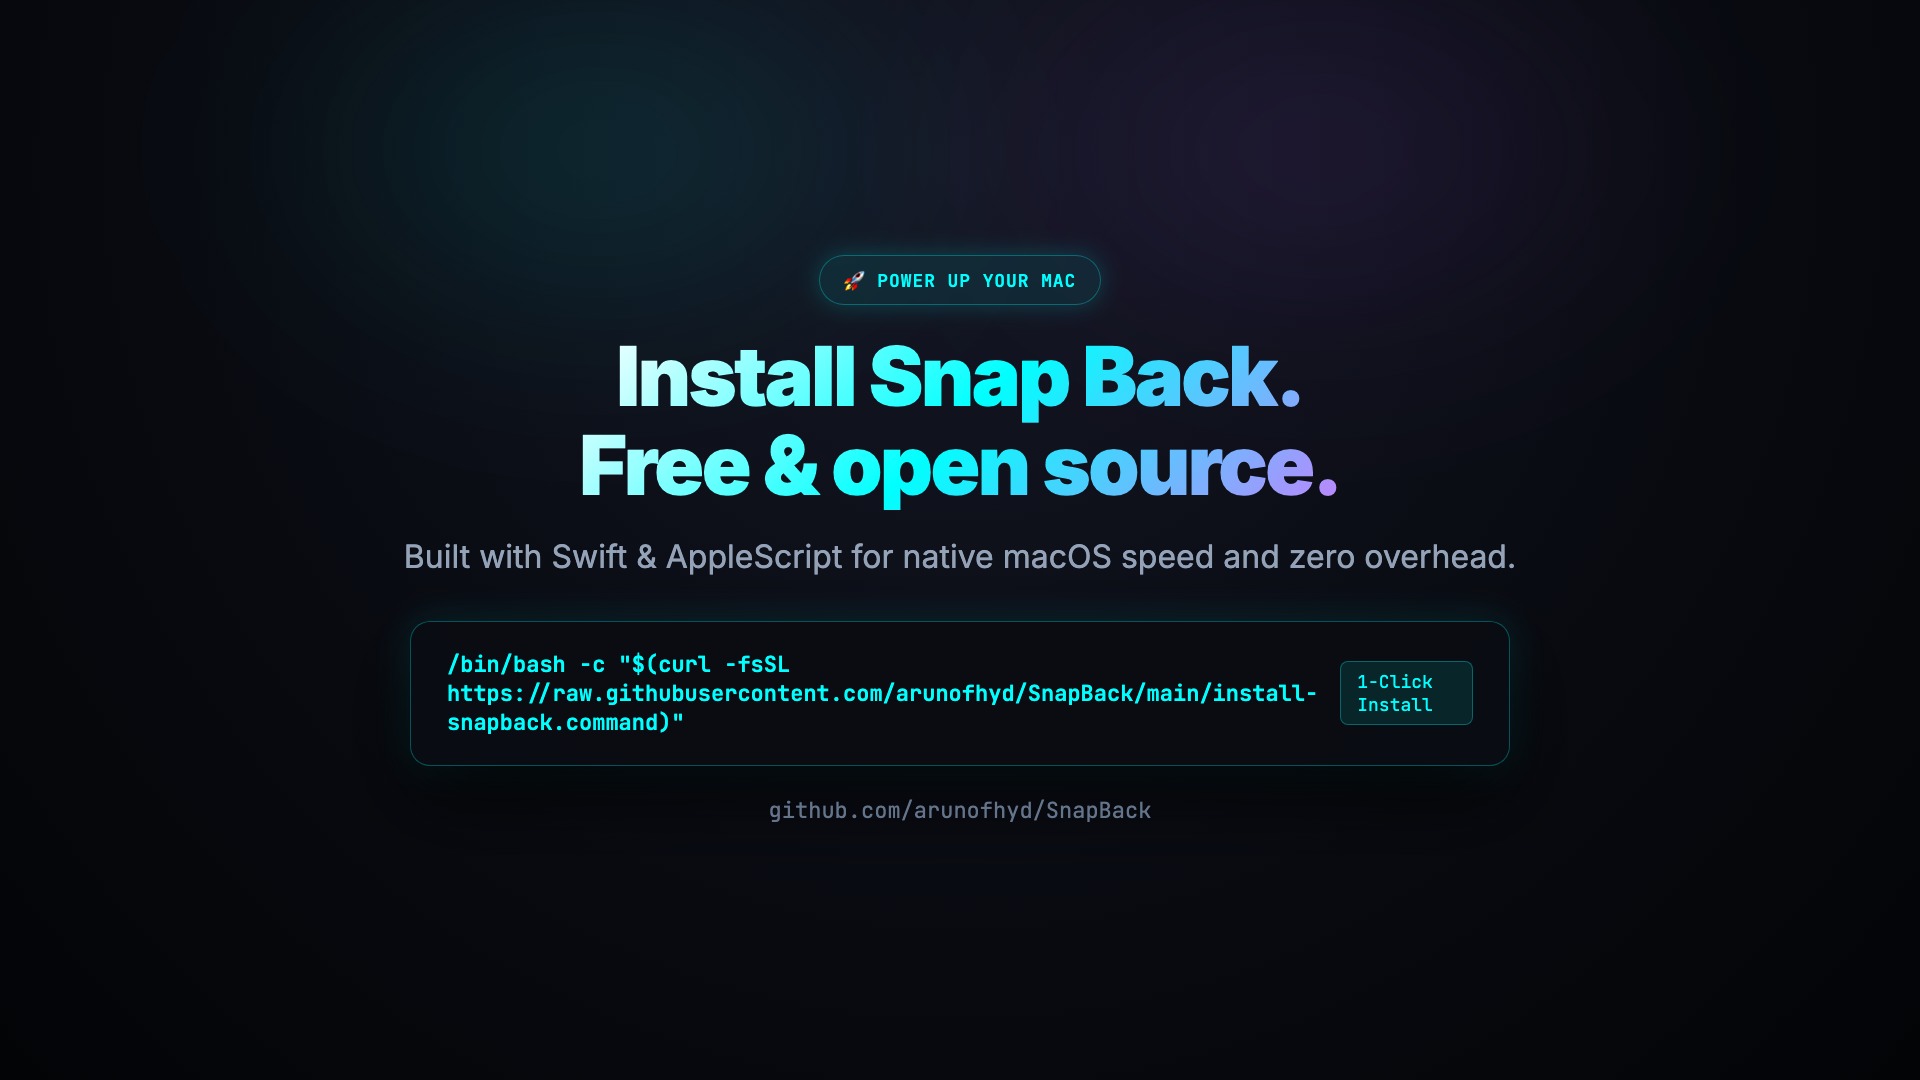 🚀 POWER UP YOUR MAC
Install Snap Back.
Free & open source.
Built with Swift & AppleScript for native macOS speed and zero overhead.
/bin/bash -c "$(curl -fsSL
https://raw.githubusercontent.com/arunofhyd/SnapBack/main/install-
snapback.command)"
1-Click
Install
github.com/arunofhyd/SnapBack